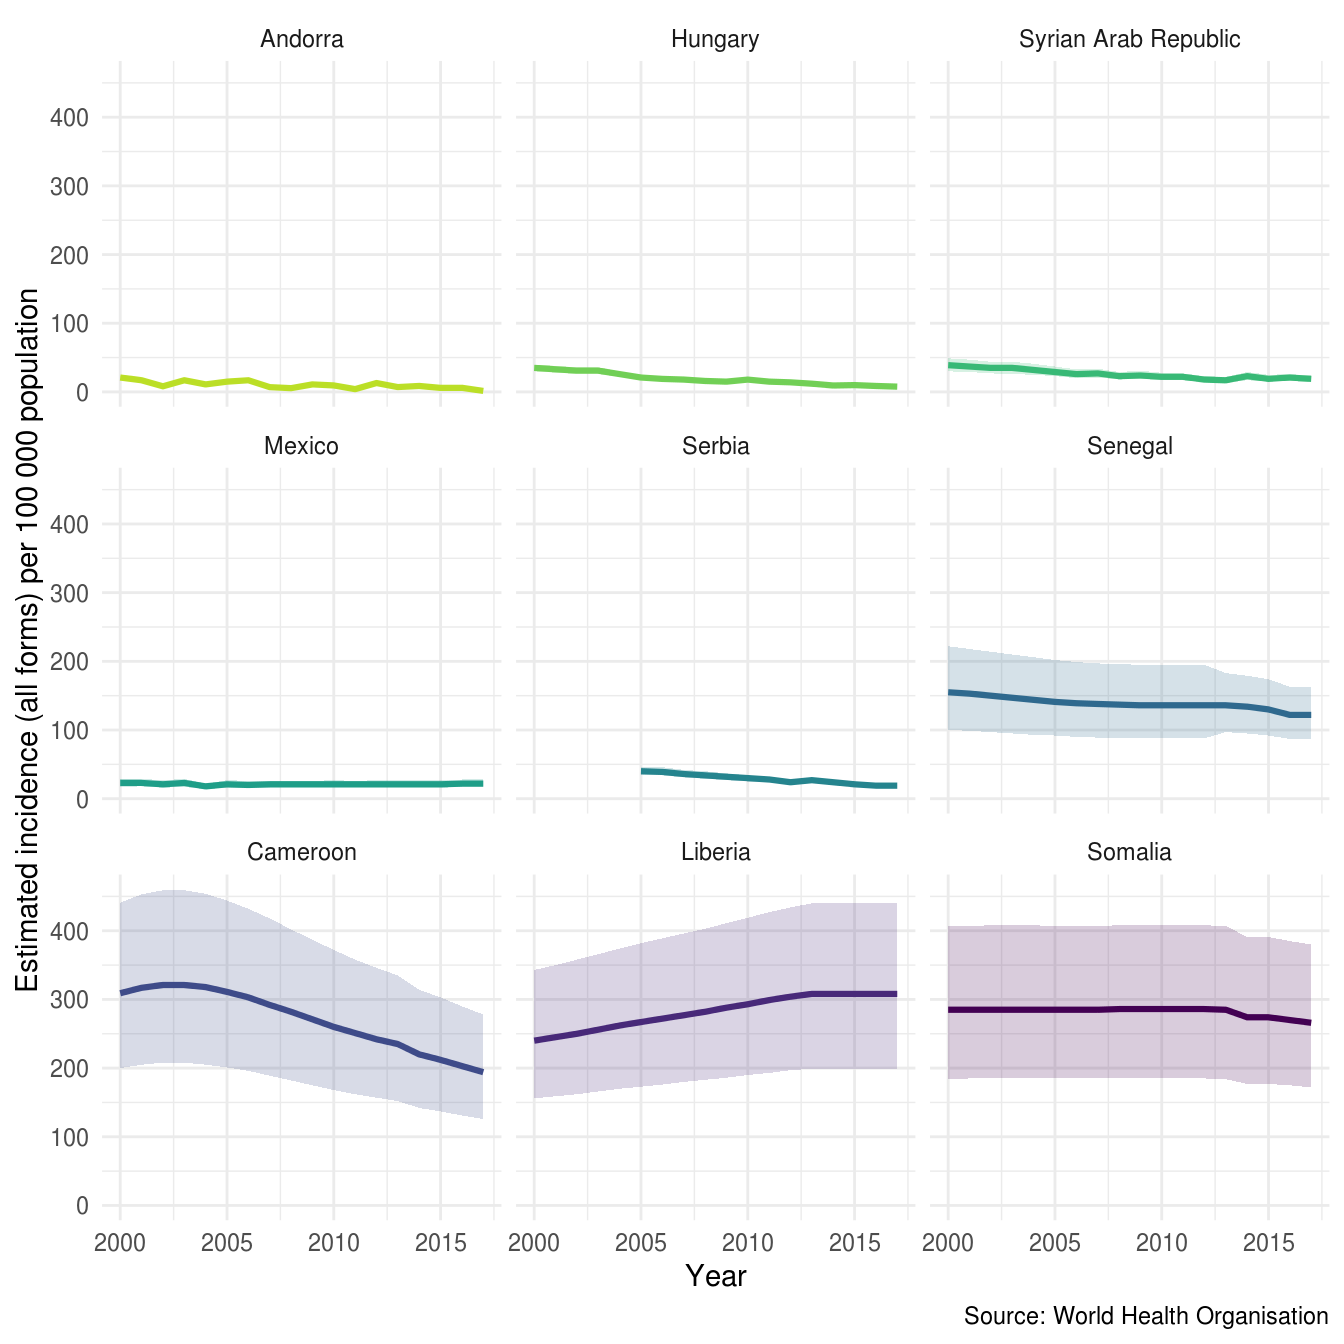 Andorra Hungary Syrian Arab Republic
400
300
200
100
0
Mexico Serbia Senegal
400
300
200
100
0
Cameroon Liberia Somalia
400
300
200
100
0
2000 2005 2010 2015 2000 2005 2010 2015 2000 2005 2010 2015
Estimated incidence (all forms) per 100 000 population
Year
Source: World Health Organisation